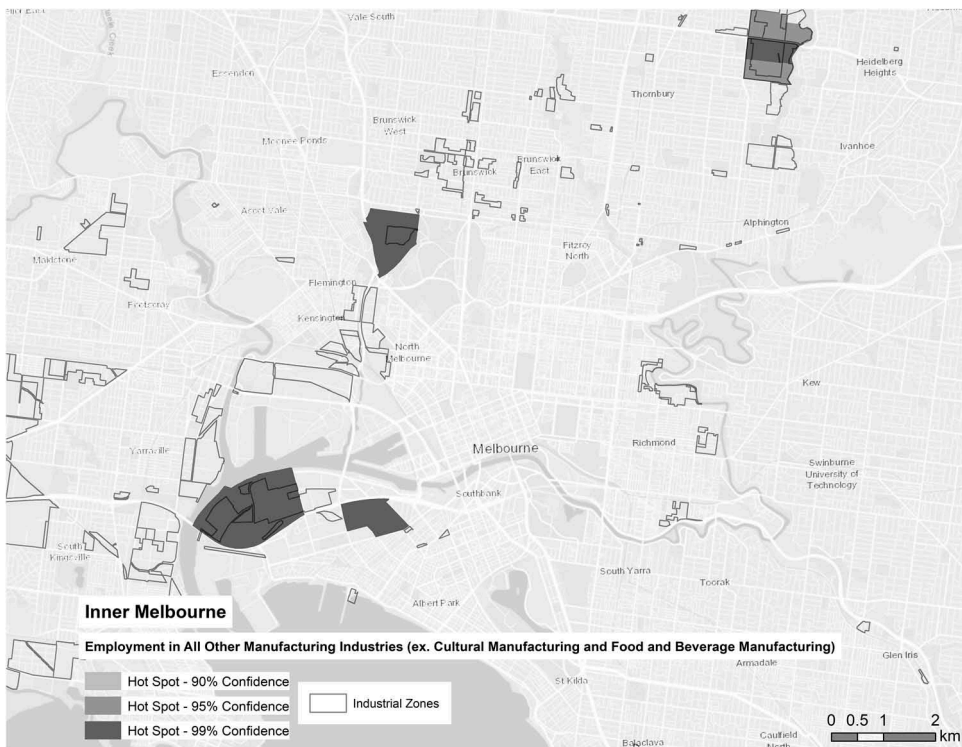 Vale South
Essendon
Heidelberg
Heights
Thornbury
Brunswick
West
Moonee Ponds
Ivanhoe
Brunswick
East
Brunswick
Ascot Vale
Alphington
Fitzroy
North
Maidstone
Flemington
Footscray
Kensington
North
Melbourne
Kew
Richmond
Melbourne
Yarraville
Swinburne
University of
Technology
Southbank
South
Kingsville
South Yarra
Toorak
Albert Park
Inner Melbourne
Employment in All Other Manufacturing Industries (ex. Cultural Manufacturing and Food and Beverage Manufacturing)
Glen Iris
Armadale
Hot Spot - 90% Confidence
St Kilda
Industrial Zones
Hot Spot - 95% Confidence
Hot Spot - 99% Confidence
0 0.5 1 2
km
Caulfield
North
Balaclava